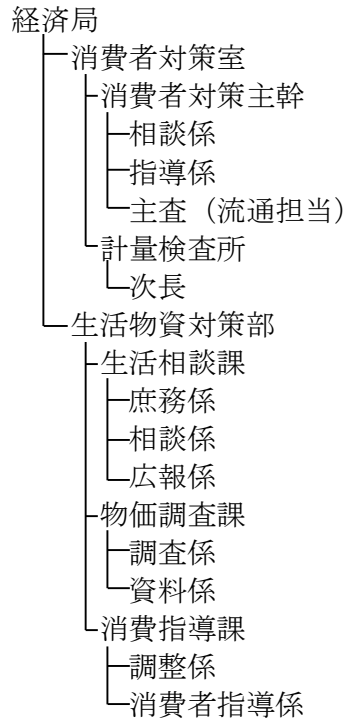 経済局
消費者対策室
消費者対策主幹
相談係
指導係
主査（流通担当）
計量検査所
次長
生活物資対策部
生活相談課
庶務係
相談係
広報係
物価調査課
調査係
資料係
消費指導課
調整係
消費者指導係